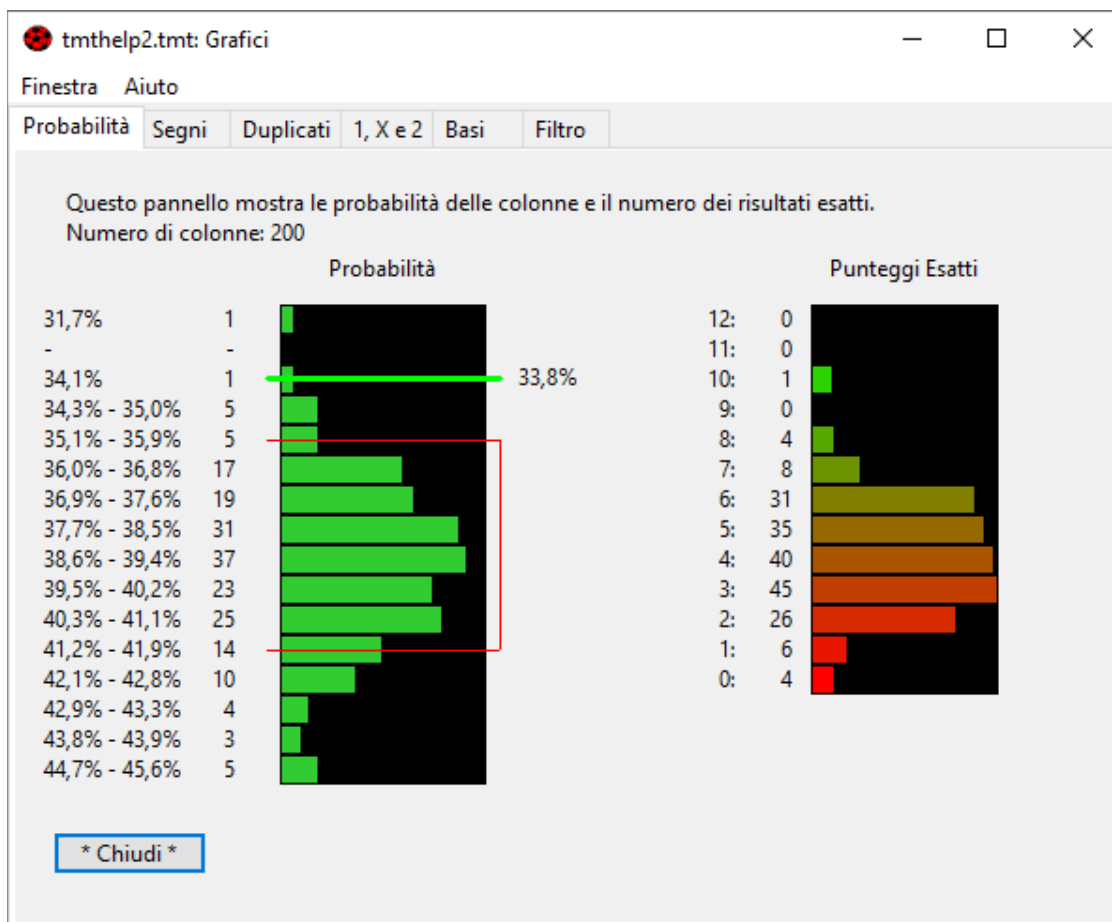 tmthelp2.tmt: Grafici
Finestra Aiuto
Probabilità Segni Duplicati 1, X e 2 Basi Filtro
Questo pannello mostra le probabilità delle colonne e il numero dei risultati esatti.
Numero di colonne: 200
Probabilità Punteggi Esatti
31,7% 1 12: 0
- - 11: 0
34,1% 1 33,8% 10: 1
34,3% - 35,0% 5 9: 0
35,1% - 35,9% 5 8: 4
36,0% - 36,8% 17 7: 8
36,9% - 37,6% 19 6: 31
37,7% - 38,5% 31 5: 35
38,6% - 39,4% 37 4: 40
39,5% - 40,2% 23 3: 45
40,3% - 41,1% 25 2: 26
41,2% - 41,9% 14 1: 6
42,1% - 42,8% 10 0: 4
42,9% - 43,3% 4
43,8% - 43,9% 3
44,7% - 45,6% 5
* Chiudi *